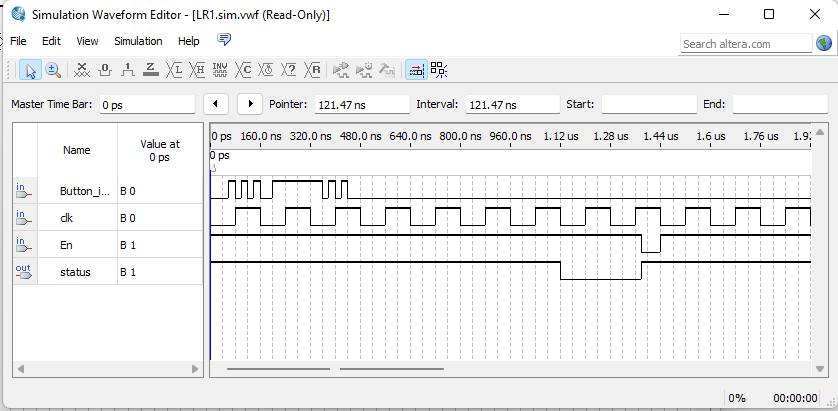 Simulation Waveform Editor - [LR1.sim.vwf (Read-Only)]
File Edit View Simulation Help
Search altera.com
Master Time Bar: 0 ps Pointer: 121.47 ns Interval: 121.47 ns Start: End:
Name Value at 0 ps
0 ps 160.0 ns 320.0 ns 480.0 ns 640.0 ns 800.0 ns 960.0 ns 1.12 us 1.28 us 1.44 us 1.6 us 1.76 us 1.92
0 ps
in Button_i... B 0
in clk B 0
in En B 1
out status B 1
0% 00:00:00